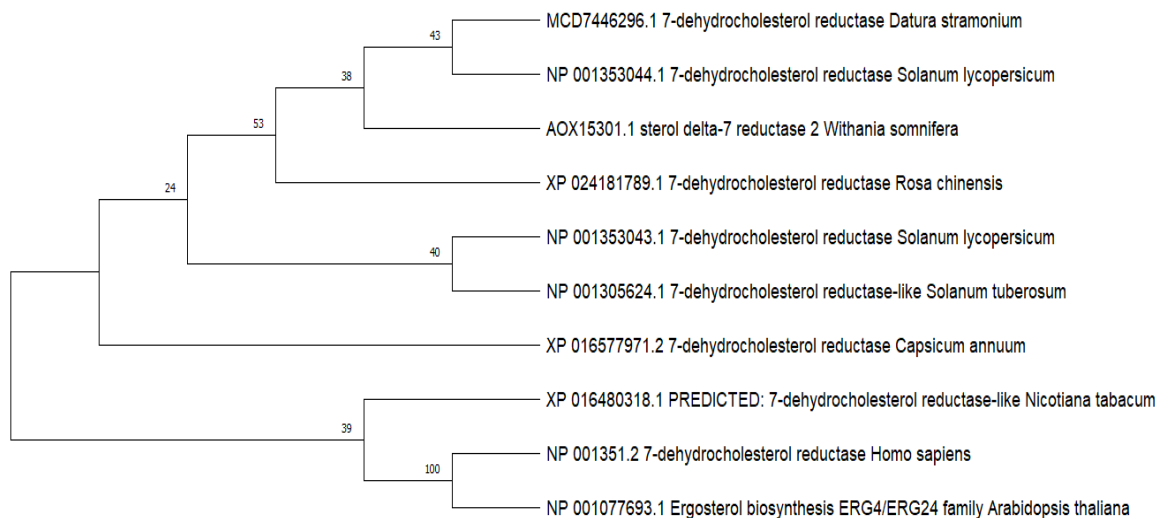 MCD7446296.1 7-dehydrocholesterol reductase Datura stramonium
43
NP 001353044.1 7-dehydrocholesterol reductase Solanum lycopersicum
38
AOX15301.1 sterol delta-7 reductase 2 Withania somnifera
53
XP 024181789.1 7-dehydrocholesterol reductase Rosa chinensis
24
NP 001353043.1 7-dehydrocholesterol reductase Solanum lycopersicum
40
NP 001305624.1 7-dehydrocholesterol reductase-like Solanum tuberosum
XP 016577971.2 7-dehydrocholesterol reductase Capsicum annuum
XP 016480318.1 PREDICTED: 7-dehydrocholesterol reductase-like Nicotiana tabacum
39
NP 001351.2 7-dehydrocholesterol reductase Homo sapiens
100
NP 001077693.1 Ergosterol biosynthesis ERG4/ERG24 family Arabidopsis thaliana